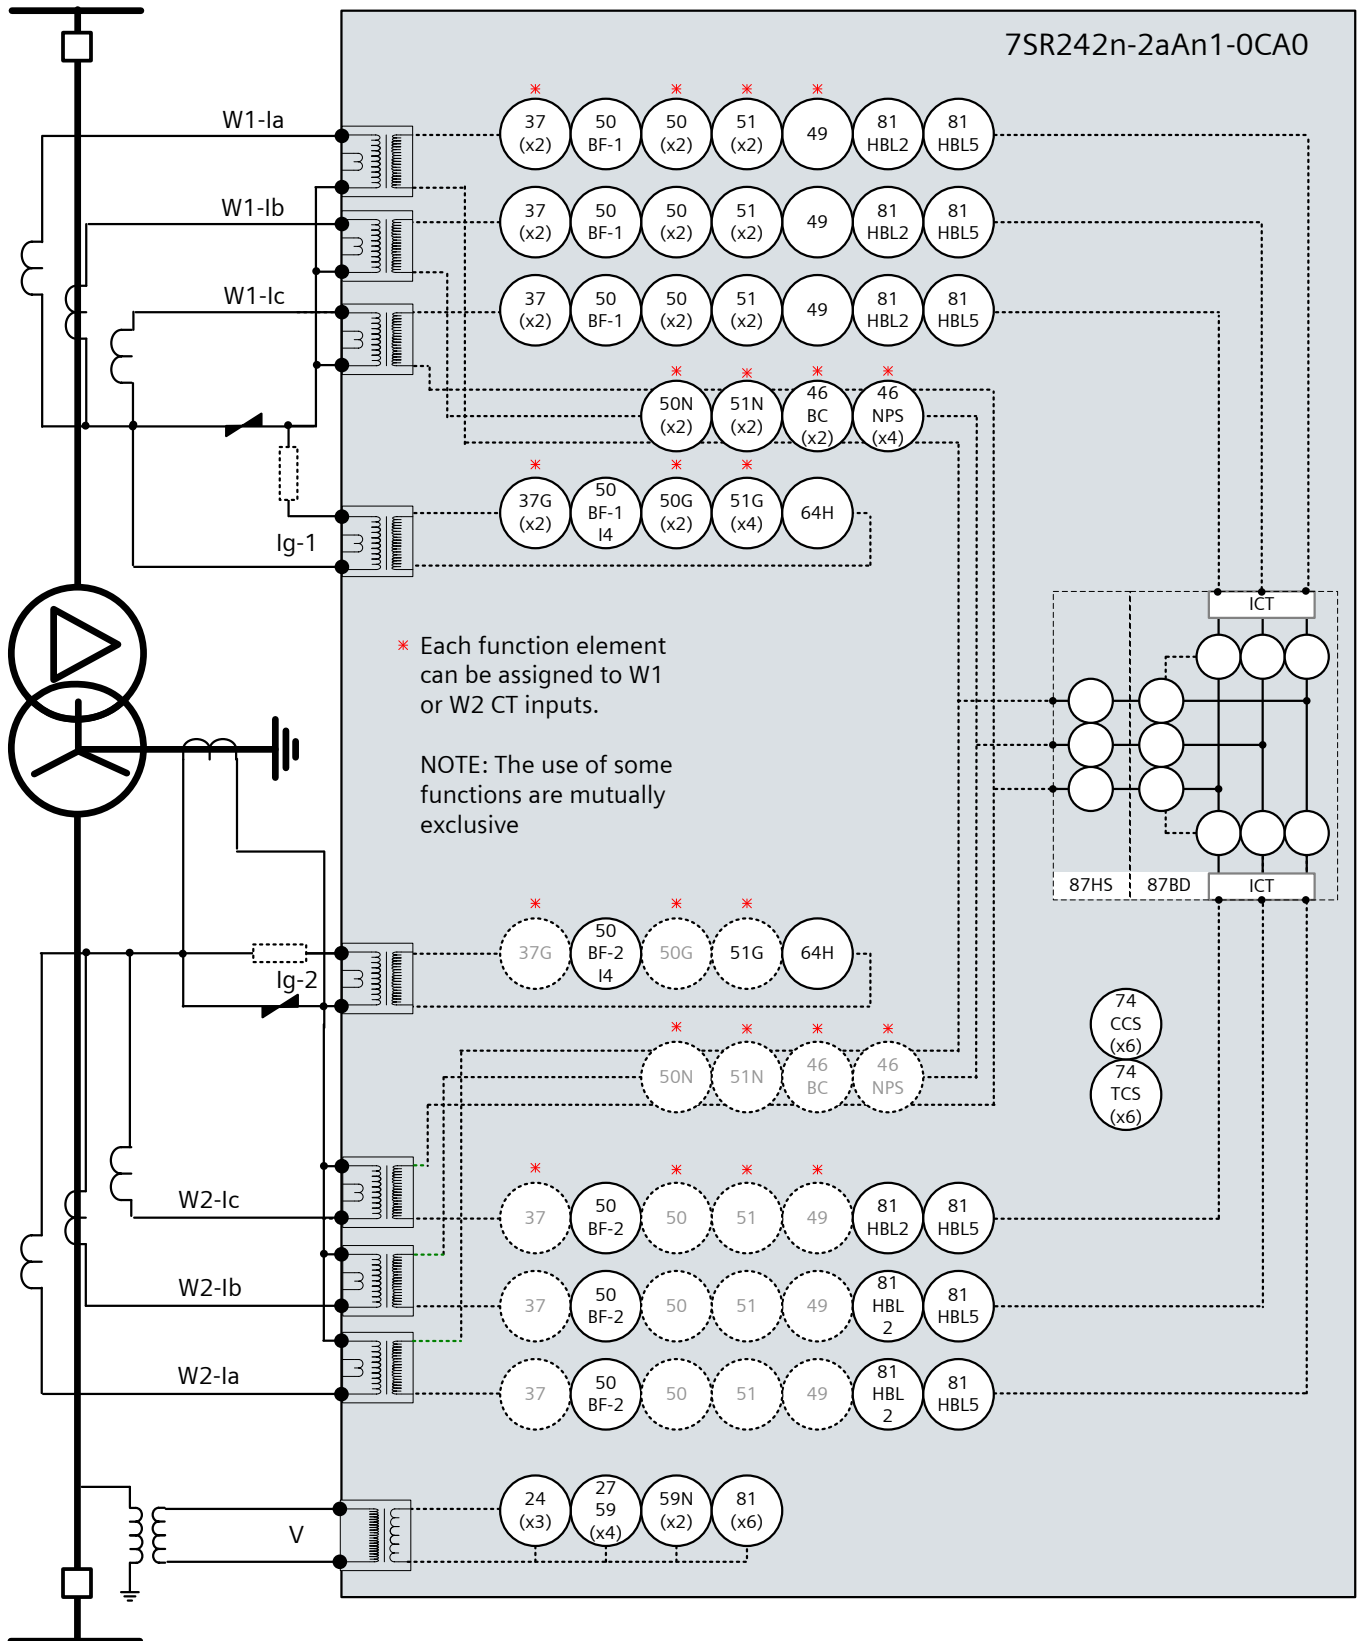 7SR242n-2aAn1-0CA0
* * * *
W1-Ia
37 (x2)
50 BF-1
50 (x2)
51 (x2)
49
81 HBL2
81 HBL5
W1-Ib
37 (x2)
50 BF-1
50 (x2)
51 (x2)
49
81 HBL2
81 HBL5
W1-Ic
37 (x2)
50 BF-1
50 (x2)
51 (x2)
49
81 HBL2
81 HBL5
* * * *
50N (x2)
51N (x2)
46 BC (x2)
46 NPS (x4)
* * *
Ig-1
37G (x2)
50 BF-1 I4
50G (x2)
51G (x4)
64H
ICT
* Each function element
can be assigned to W1
or W2 CT inputs.
NOTE: The use of some
functions are mutually
exclusive
87HS
87BD
ICT
* * *
Ig-2
37G
50 BF-2 I4
50G
51G
64H
74 CCS (x6)
74 TCS (x6)
* * * *
50N
51N
46 BC
46 NPS
* * * *
W2-Ic
37
50 BF-2
50
51
49
81 HBL2
81 HBL5
W2-Ib
37
50 BF-2
50
51
49
81 HBL 2
81 HBL5
W2-Ia
37
50 BF-2
50
51
49
81 HBL 2
81 HBL5
V
24 (x3)
27 59 (x4)
59N (x2)
81 (x6)